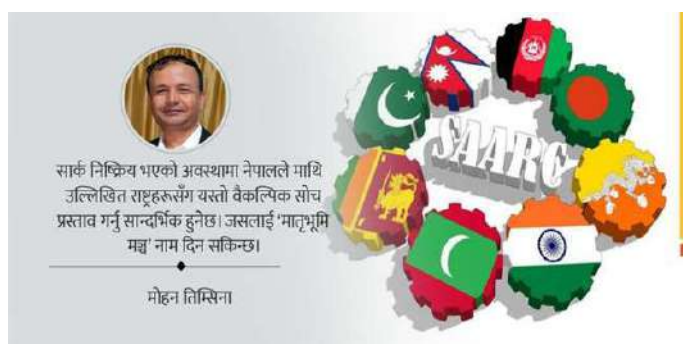 सार्क निष्क्रिय भएको अवस्थामा नेपालले माथि
उल्लिखित राष्ट्रहरूसँग यस्तो वैकल्पिक सोच
प्रस्ताव गर्नु सान्दर्भिक हुनेछ। जसलाई ‘मातृभूमि
मञ्च’ नाम दिन सकिन्छ।
मोहन तिम्सिना
SAARC